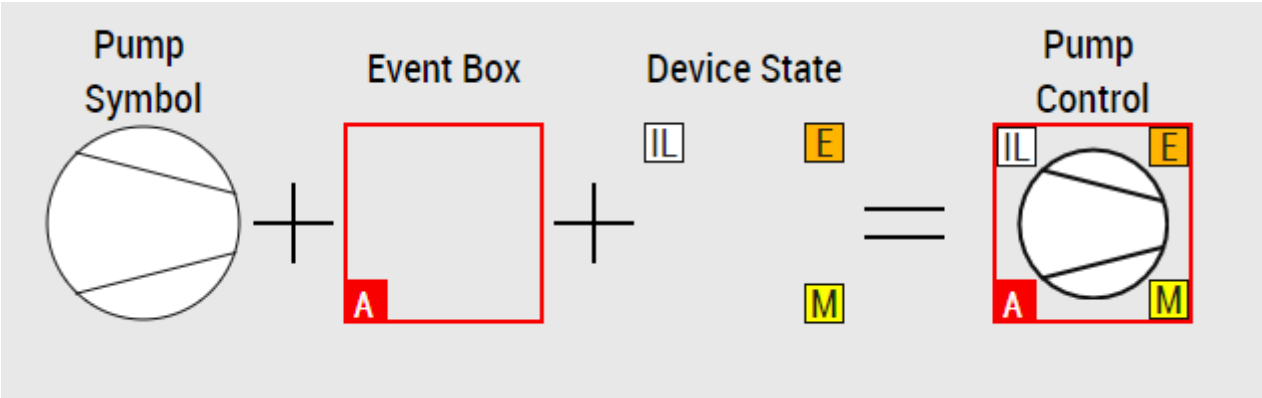 Pump
Symbol
Event Box
Device State
Pump
Control
IL
E
IL
E
A
M
A
M